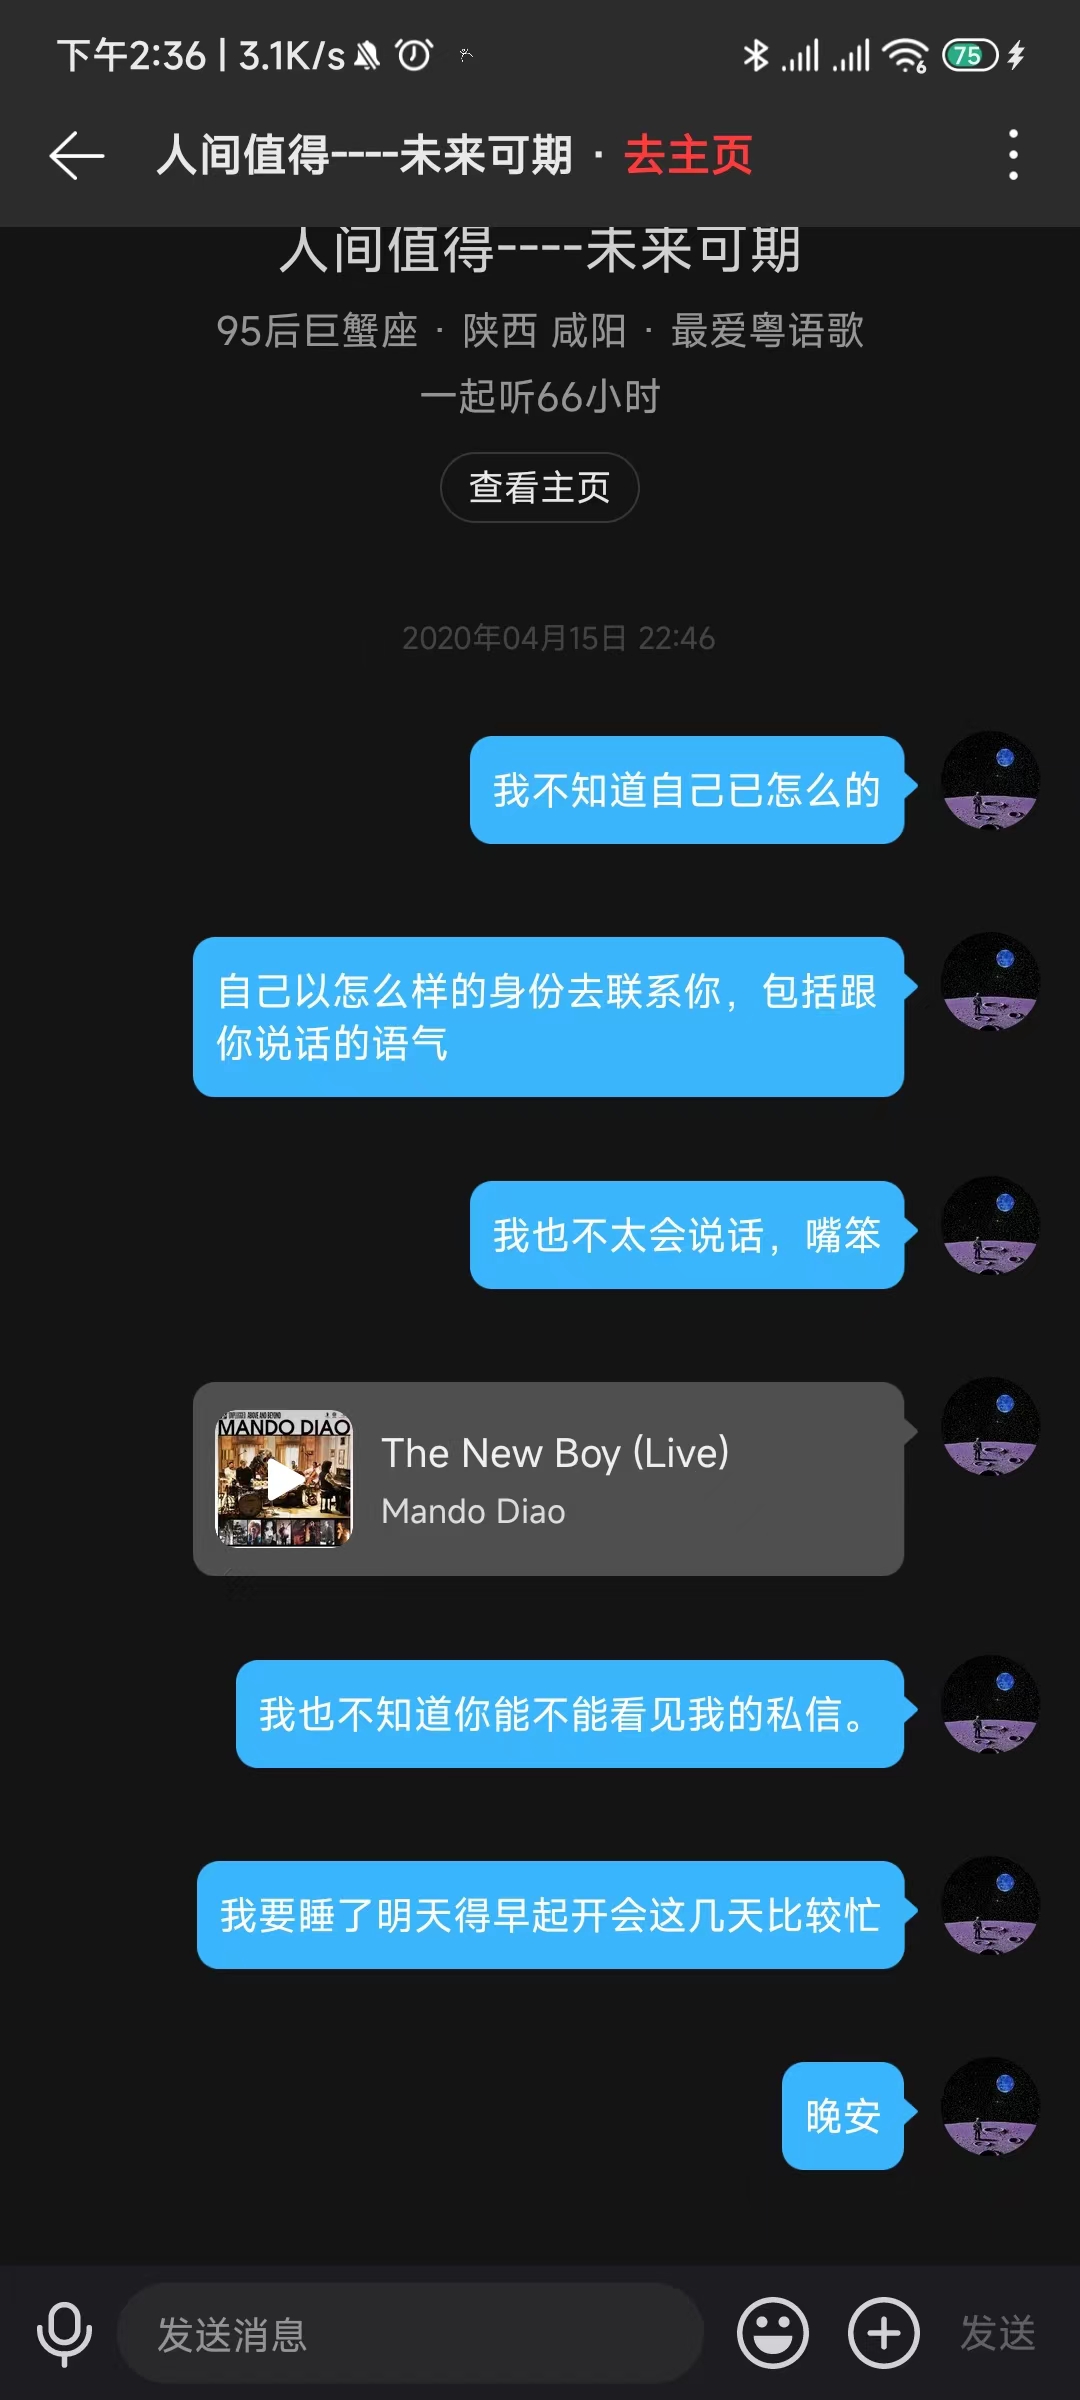 下午2:36 | 3.1K/s
75
人间值得----未来可期 · 去主页
人间值得----未来可期
95后巨蟹座 · 陕西 咸阳 · 最爱粤语歌
一起听66小时
查看主页
2020年04月15日 22:46
我不知道自己已怎么的
自己以怎么样的身份去联系你，包括跟
你说话的语气
我也不太会说话，嘴笨
MANDO DIAO
The New Boy (Live)
Mando Diao
我也不知道你能不能看见我的私信。
我要睡了明天得早起开会这几天比较忙
晚安
发送消息
发送